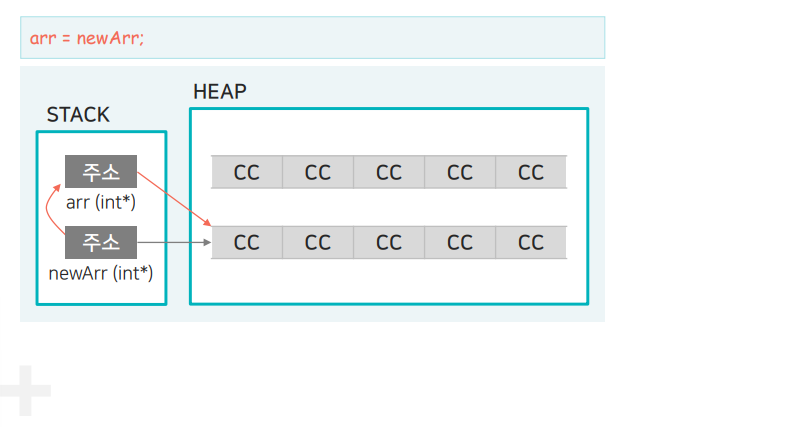 arr = newArr;
HEAP
STACK
주소
CC CC CC CC CC
arr (int*)
주소
CC CC CC CC CC
newArr (int*)